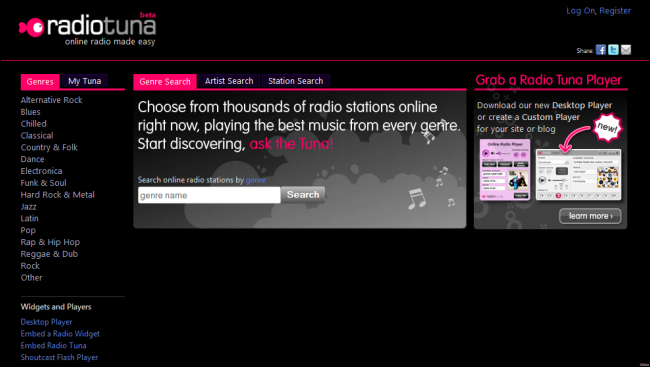 beta
radiotuna
online radio made easy
Log On, Register
Share:
Genres
My Tuna
Alternative Rock
Blues
Chilled
Classical
Country & Folk
Dance
Electronica
Funk & Soul
Hard Rock & Metal
Jazz
Latin
Pop
Rap & Hip Hop
Reggae & Dub
Rock
Other
Widgets and Players
Desktop Player
Embed a Radio Widget
Embed Radio Tuna
Shoutcast Flash Player
Genre Search
Artist Search
Station Search
Choose from thousands of radio stations online
right now, playing the best music from every genre.
Start discovering, ask the Tuna!
Search online radio stations by genre
genre name
Search
Grab a Radio Tuna Player
Download our new Desktop Player
or create a Custom Player
for your site or blog
new!
Online Radio Player
learn more ›